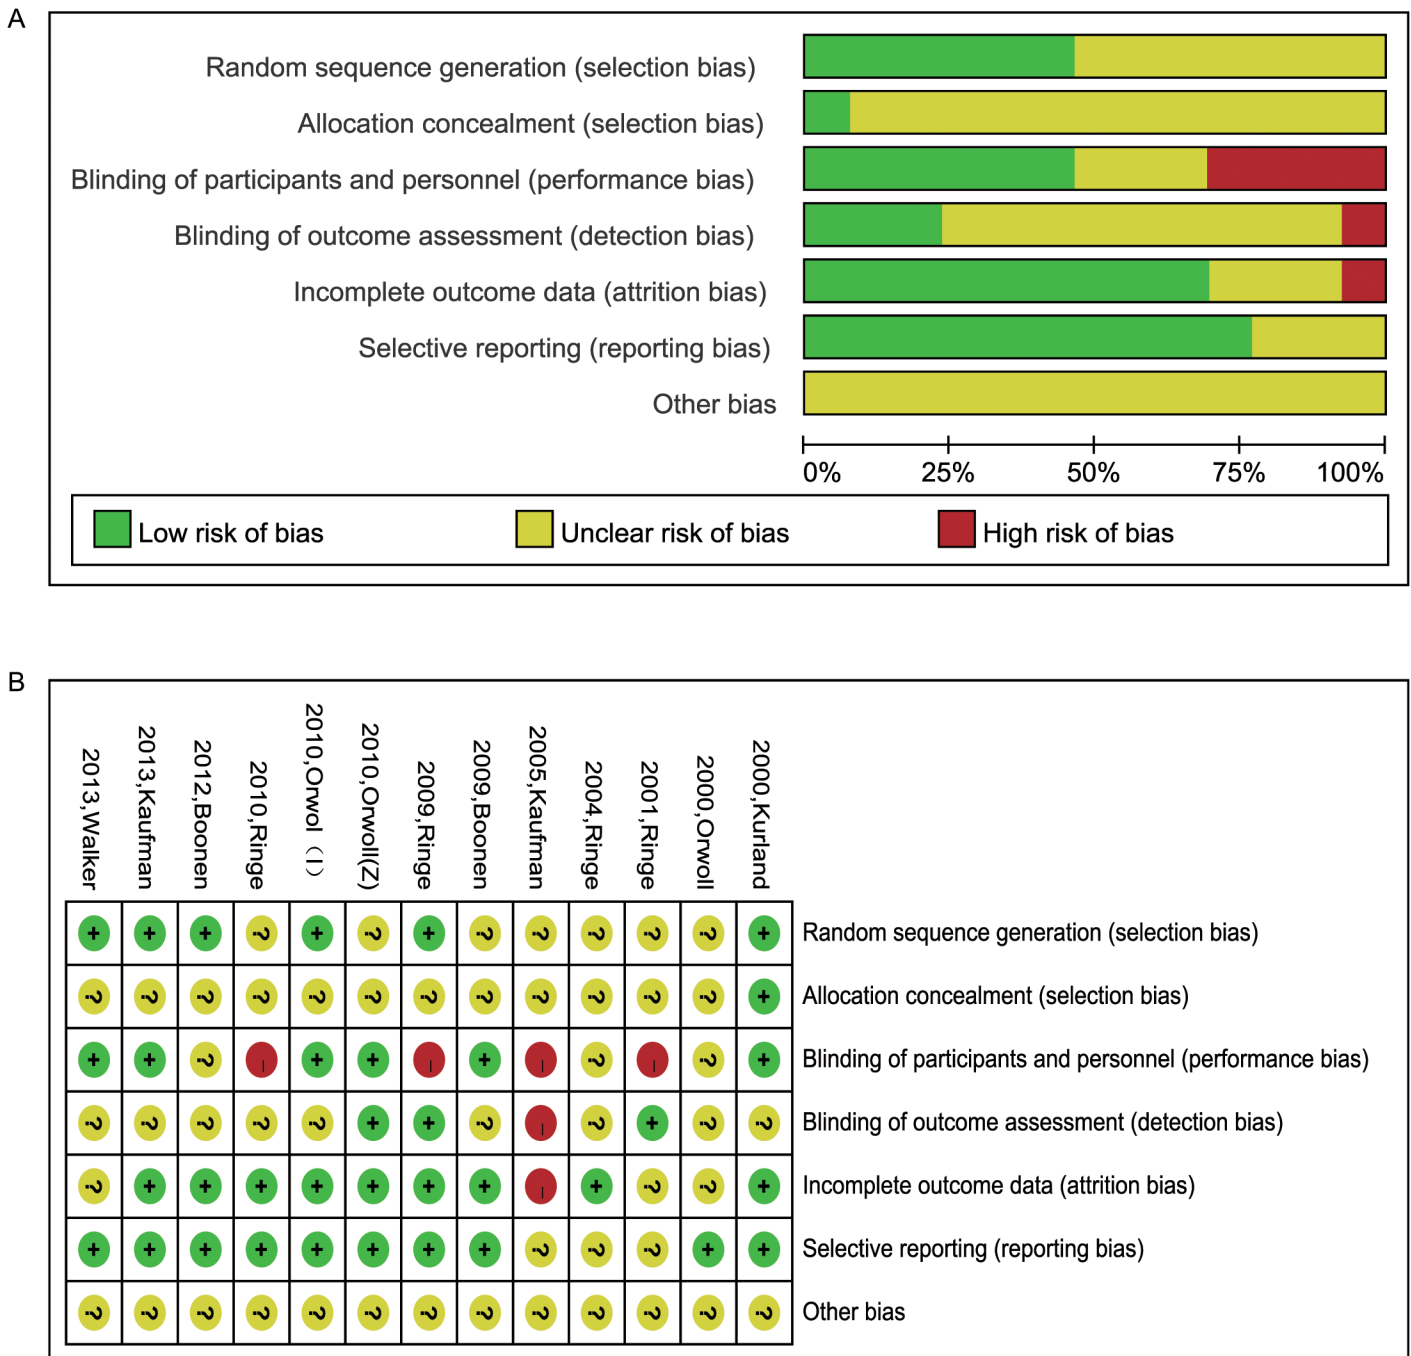 A
Random sequence generation (selection bias)
Allocation concealment (selection bias)
Blinding of participants and personnel (performance bias)
Blinding of outcome assessment (detection bias)
Incomplete outcome data (attrition bias)
Selective reporting (reporting bias)
Other bias
0% 25% 50% 75% 100%
Low risk of bias Unclear risk of bias High risk of bias
B
2013,Walker
2013,Kaufman
2012,Boonen
2010,Ringe
2010,Orwol（I）
2010,Orwoll(Z)
2009,Ringe
2009,Boonen
2005,Kaufman
2004,Ringe
2001,Ringe
2000,Orwoll
2000,Kurland
+ + + ? + ? + ? ? ? ? ? + Random sequence generation (selection bias)
? ? ? ? ? ? ? ? ? ? ? ? + Allocation concealment (selection bias)
+ + ? – + + – + – ? – ? + Blinding of participants and personnel (performance bias)
? ? ? ? ? + + ? – ? + ? ? Blinding of outcome assessment (detection bias)
? + + + + + + + – + ? ? + Incomplete outcome data (attrition bias)
+ + + + + + + + ? ? ? + + Selective reporting (reporting bias)
? ? ? ? ? ? ? ? ? ? ? ? ? Other bias